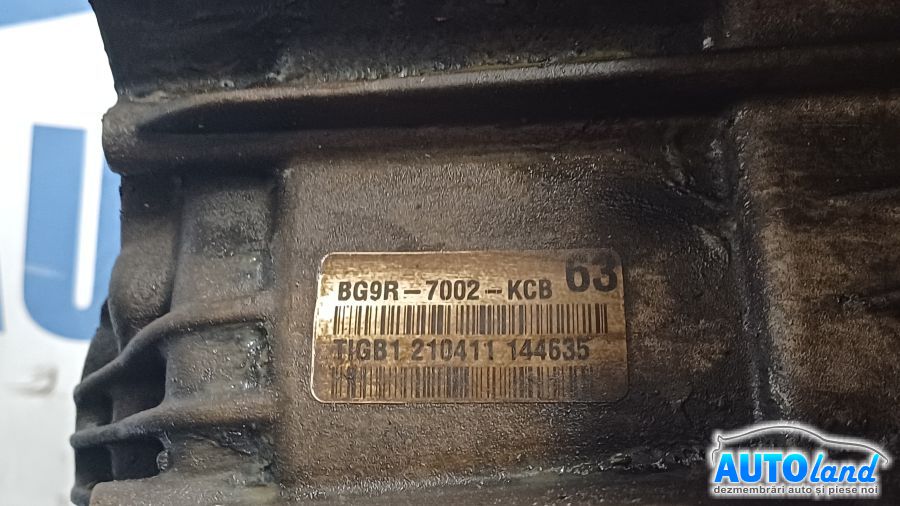 63
BG9R-7002-KCB
TIGB1 210411 144635
AUTOland
dezmembrări auto și piese noi